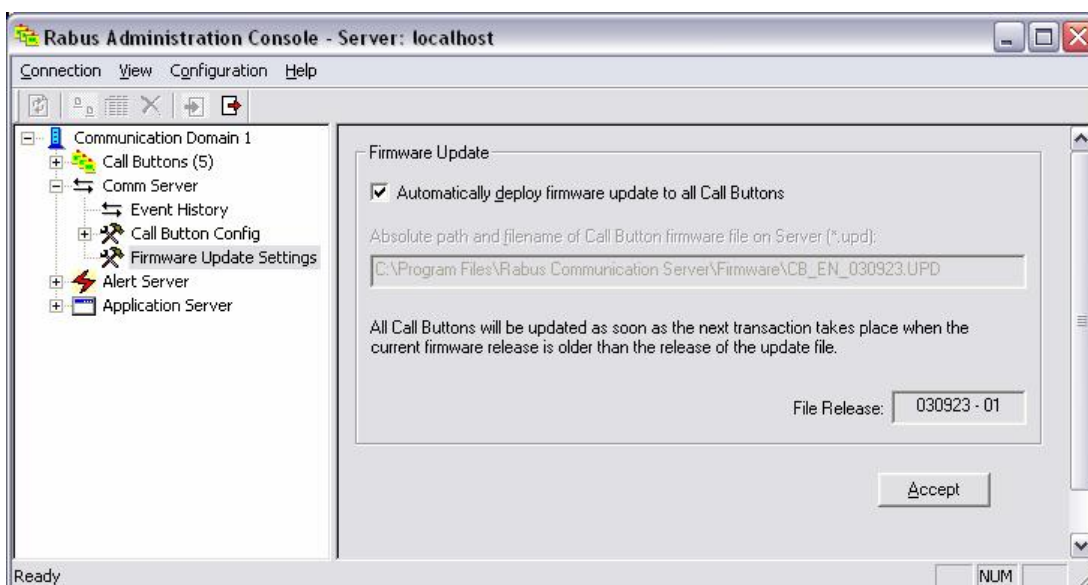 Rabus Administration Console - Server: localhost
Connection View Configuration Help
Communication Domain 1
Call Buttons (5)
Comm Server
Event History
Call Button Config
Firmware Update Settings
Alert Server
Application Server
Firmware Update
Automatically deploy firmware update to all Call Buttons
Absolute path and filename of Call Button firmware file on Server (*.upd):
C:\Program Files\Rabus Communication Server\Firmware\CB_EN_030923.UPD
All Call Buttons will be updated as soon as the next transaction takes place when the
current firmware release is older than the release of the update file.
File Release: 030923 - 01
Accept
Ready NUM